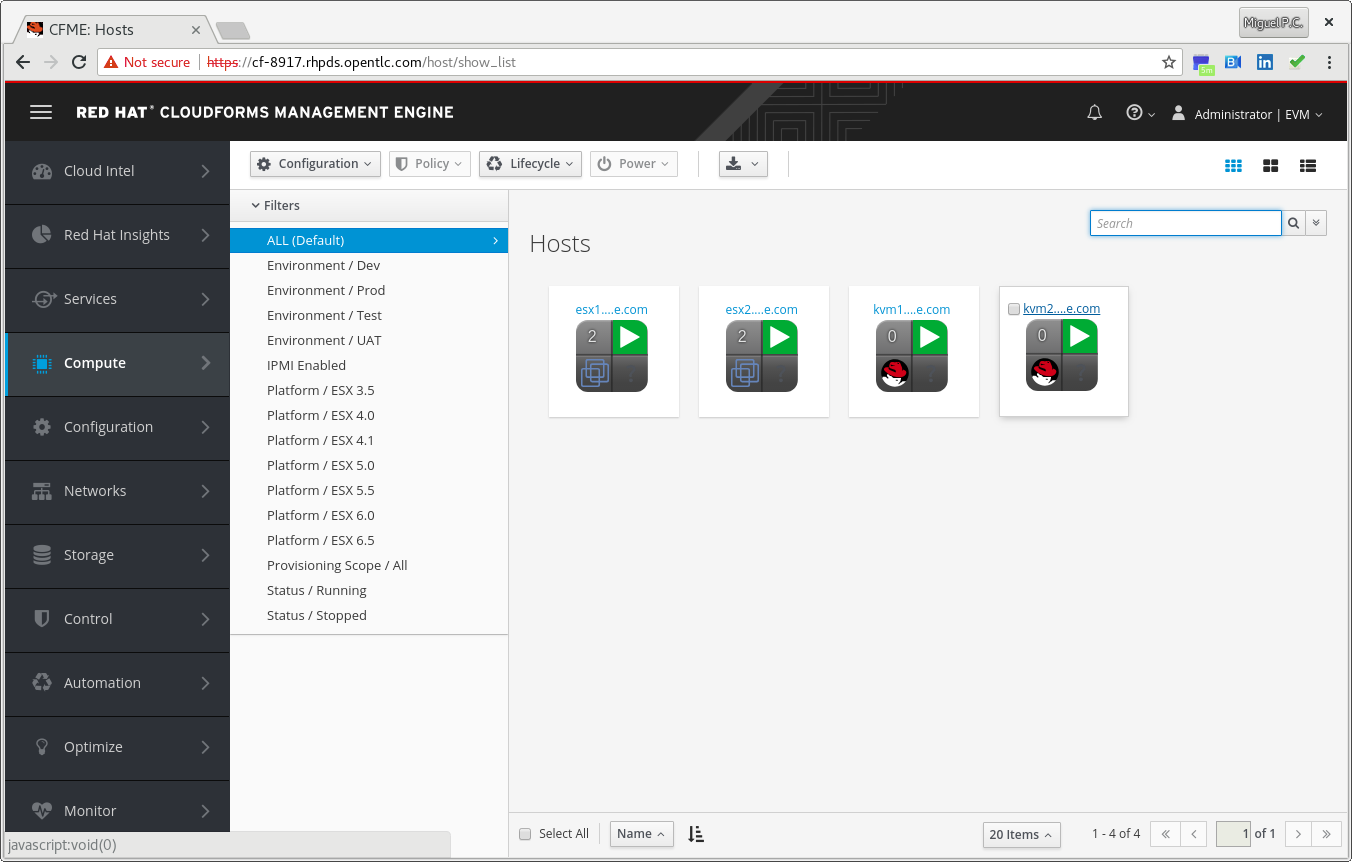 CFME: Hosts
Miguel P.C.
Not secure https://cf-8917.rhpds.opentlc.com/host/show_list
5m
B
in
RED HAT® CLOUDFORMS MANAGEMENT ENGINE
Administrator | EVM
Cloud Intel
Red Hat Insights
Services
Compute
Configuration
Networks
Storage
Control
Automation
Optimize
Monitor
Configuration Policy Lifecycle Power
Filters
ALL (Default)
Environment / Dev
Environment / Prod
Environment / Test
Environment / UAT
IPMI Enabled
Platform / ESX 3.5
Platform / ESX 4.0
Platform / ESX 4.1
Platform / ESX 5.0
Platform / ESX 5.5
Platform / ESX 6.0
Platform / ESX 6.5
Provisioning Scope / All
Status / Running
Status / Stopped
Search
Hosts
esx1....e.com esx2....e.com kvm1....e.com kvm2....e.com
2 2 0 0
Select All Name 20 Items 1 - 4 of 4 1 of 1
javascript:void(0)